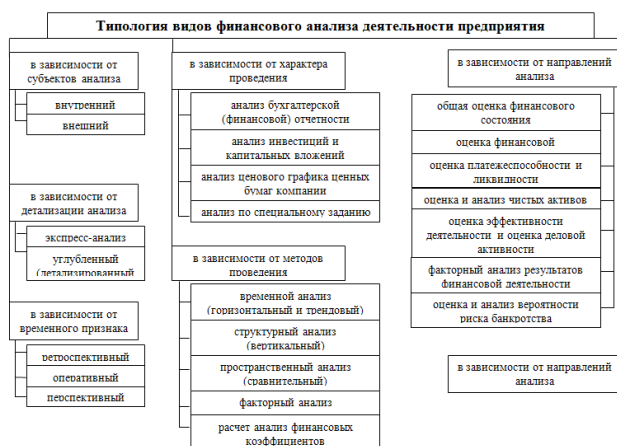 Типология видов финансового анализа деятельности предприятия
в зависимости от
субъектов анализа
внутренний
внешний
в зависимости от
детализации анализа
экспресс-анализ
углубленный
(детализированный
в зависимости от
временного признака
ретроспективный
оперативный
перспективный
в зависимости от характера
проведения
анализ бухгалтерской
(финансовой) отчетности
анализ инвестиций и
капитальных вложений
анализ ценового графика ценных
бумаг компании
анализ по специальному заданию
в зависимости от методов
проведения
временной анализ
(горизонтальный и трендовый)
структурный анализ
(вертикальный)
пространственный анализ
(сравнительный)
факторный анализ
расчет анализ финансовых
коэффициентов
в зависимости от направлений
анализа
общая оценка финансового
состояния
оценка финансовой
оценка платежеспособности и
ликвидности
оценка и анализ чистых активов
оценка эффективности
деятельности и оценка деловой
активности
факторный анализ результатов
финансовой деятельности
оценка и анализ вероятности
риска банкротства
в зависимости от направлений
анализа